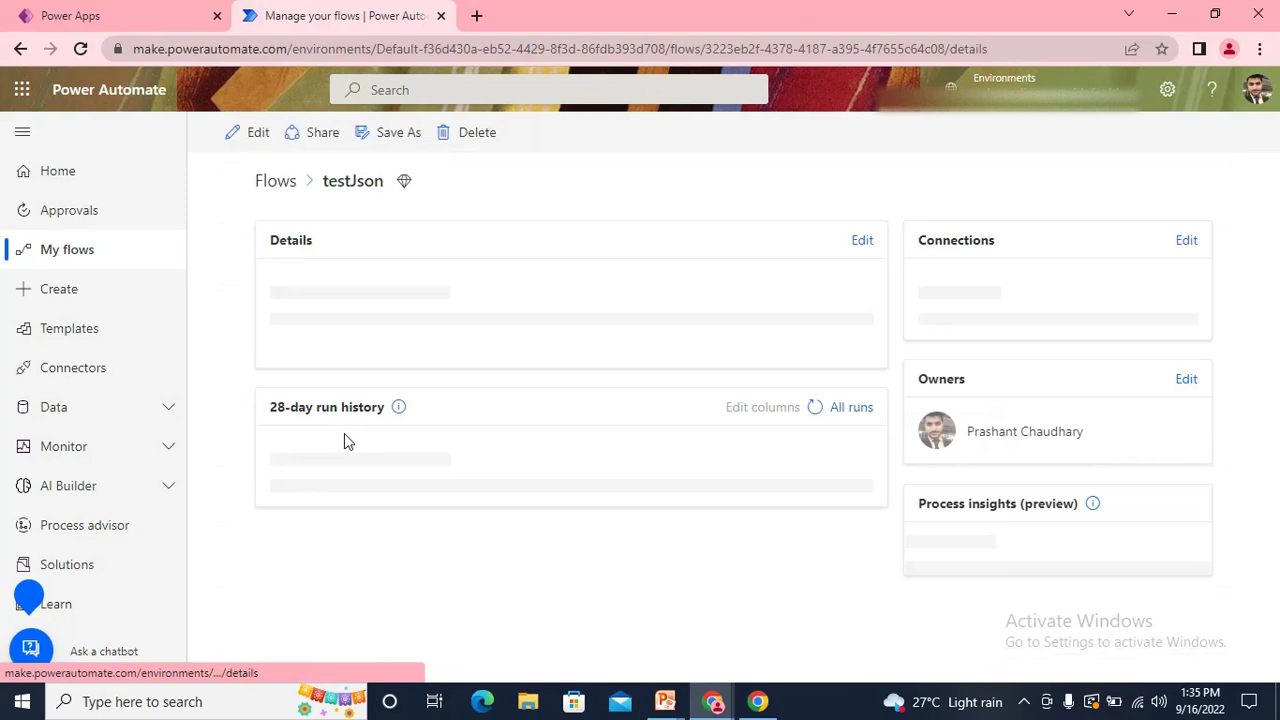 Power Apps
Manage your flows | Power Auto
make.powerautomate.com/environments/Default-f36d430a-eb52-4429-8f3d-86fdb393d708/flows/3223eb2f-4378-4187-a395-4f7655c64c08/details
Power Automate
Search
Environments
Edit Share Save As Delete
Home
Approvals
My flows
Create
Templates
Connectors
Data
Monitor
AI Builder
Process advisor
Solutions
Learn
Ask a chatbot
Flows > testJson
Details Edit
28-day run history Edit columns All runs
Connections Edit
Owners Edit
Prashant Chaudhary
Process insights (preview)
Activate Windows
Go to Settings to activate Windows.
make.powerautomate.com/environments/.../details
Type here to search
27°C Light rain
1:35 PM
9/16/2022